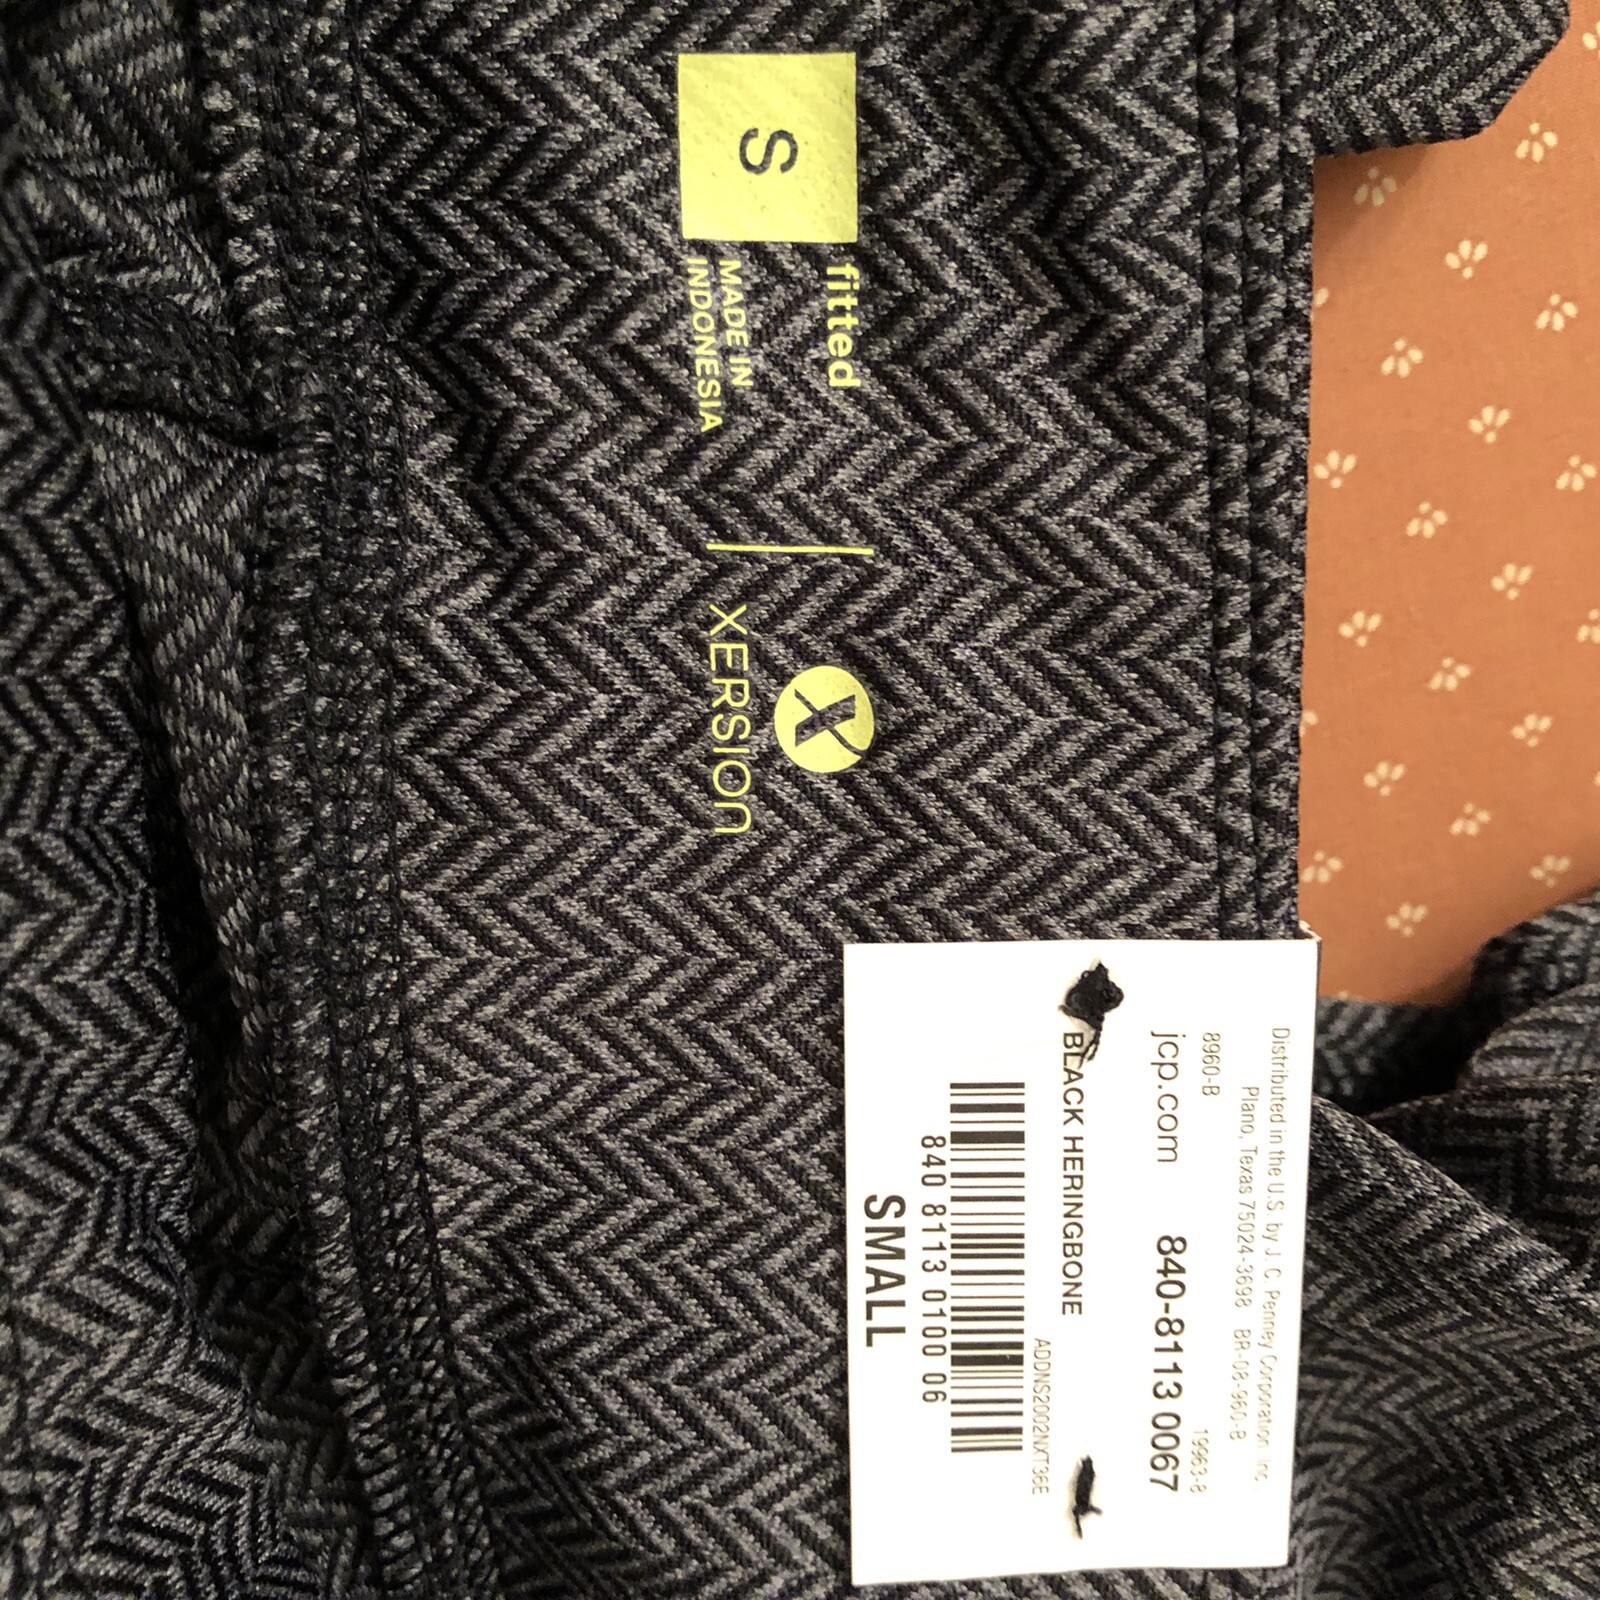 S
fitted
MADE IN
INDONESIA
X
XERSION
Distributed in the U.S. by J. C. Penney Corporation, Inc.
Plano, Texas 75024-3698 BR-08-960-B
8960-B 19963-8
jcp.com 840-8113 0067
BLACK HERINGBONE
ADDNS2002NXT36E
840 8113 0100 06
SMALL